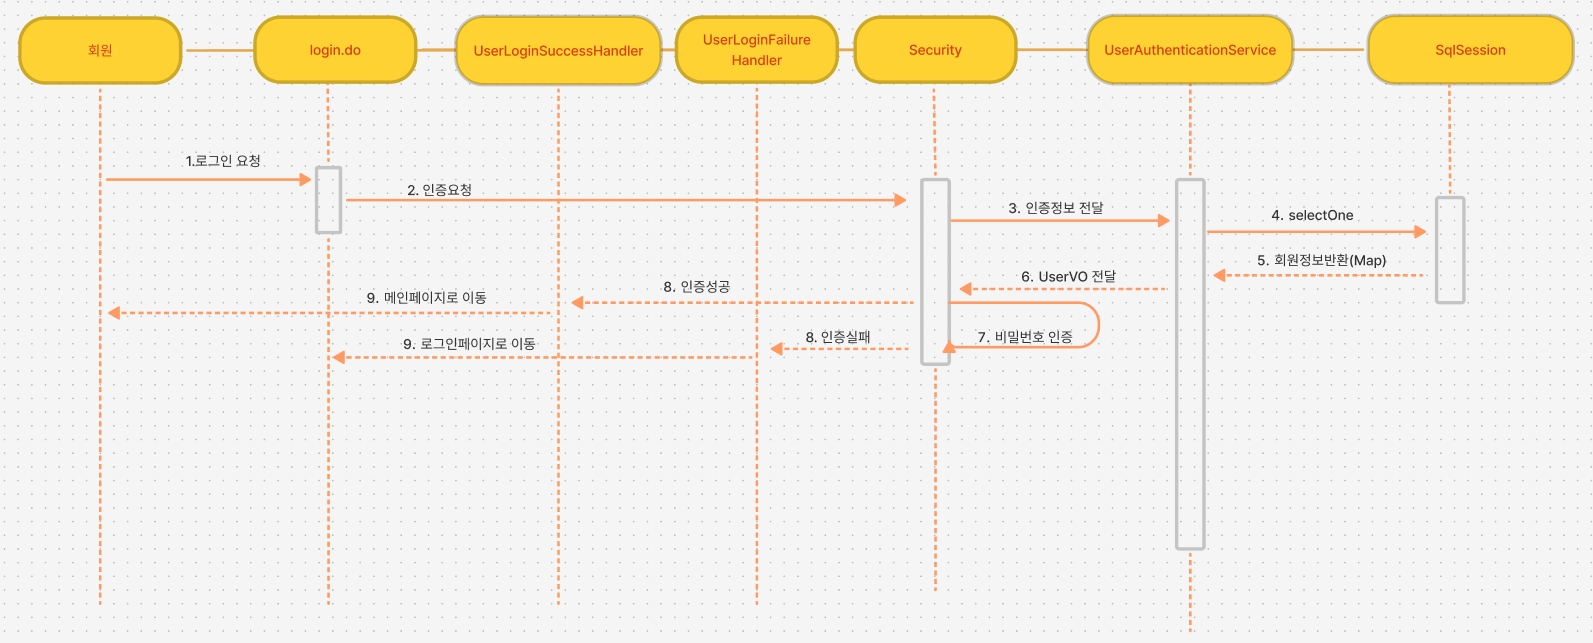 회원
login.do
UserLoginSuccessHandler
UserLoginFailure
Handler
Security
UserAuthenticationService
SqlSession
1.로그인 요청
2. 인증요청
3. 인증정보 전달
4. selectOne
5. 회원정보반환(Map)
6. UserVO 전달
8. 인증성공
9. 메인페이지로 이동
7. 비밀번호 인증
8. 인증실패
9. 로그인페이지로 이동